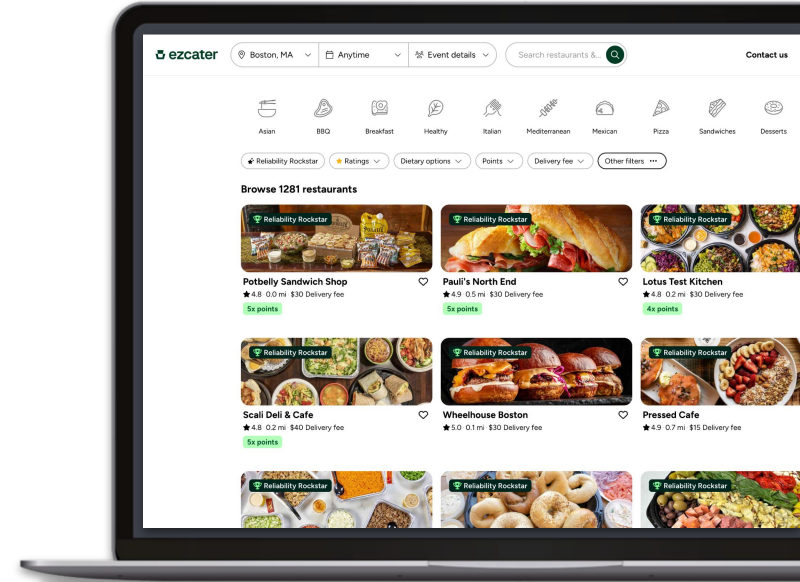 ezcater
Boston, MA
Anytime
Event details
Search restaurants &...
Contact us
Asian
BBQ
Breakfast
Healthy
Italian
Mediterranean
Mexican
Pizza
Sandwiches
Desserts
Reliability Rockstar
Ratings
Dietary options
Points
Delivery fee
Other filters
Browse 1281 restaurants
Reliability Rockstar
Reliability Rockstar
Reliability Rockstar
Potbelly Sandwich Shop
Pauli's North End
Lotus Test Kitchen
4.8 0.0 mi $30 Delivery fee
4.9 0.5 mi $30 Delivery fee
4.8 0.2 mi $30 Delivery fee
5x points
5x points
4x points
Reliability Rockstar
Reliability Rockstar
Reliability Rockstar
Scali Deli & Cafe
Wheelhouse Boston
Pressed Cafe
4.8 0.2 mi $40 Delivery fee
5.0 0.1 mi $30 Delivery fee
4.9 0.7 mi $15 Delivery fee
5x points
Reliability Rockstar
Reliability Rockstar
Reliability Rockstar